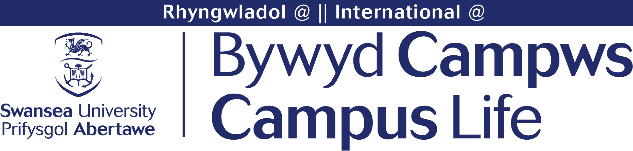 Rhyngwladol @ || International @
Bywyd Campws
Campus Life
Swansea University
Prifysgol Abertawe